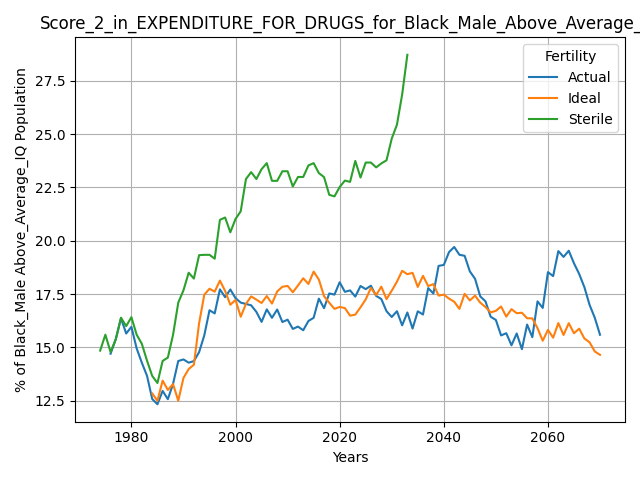 Score_2_in_EXPENDITURE_FOR_DRUGS_for_Black_Male_Above_Average_
% of Black_Male Above_Average_IQ Population
27.5
25.0
22.5
20.0
17.5
15.0
12.5
Fertility
Actual
Ideal
Sterile
1980
2000
2020
2040
2060
Years